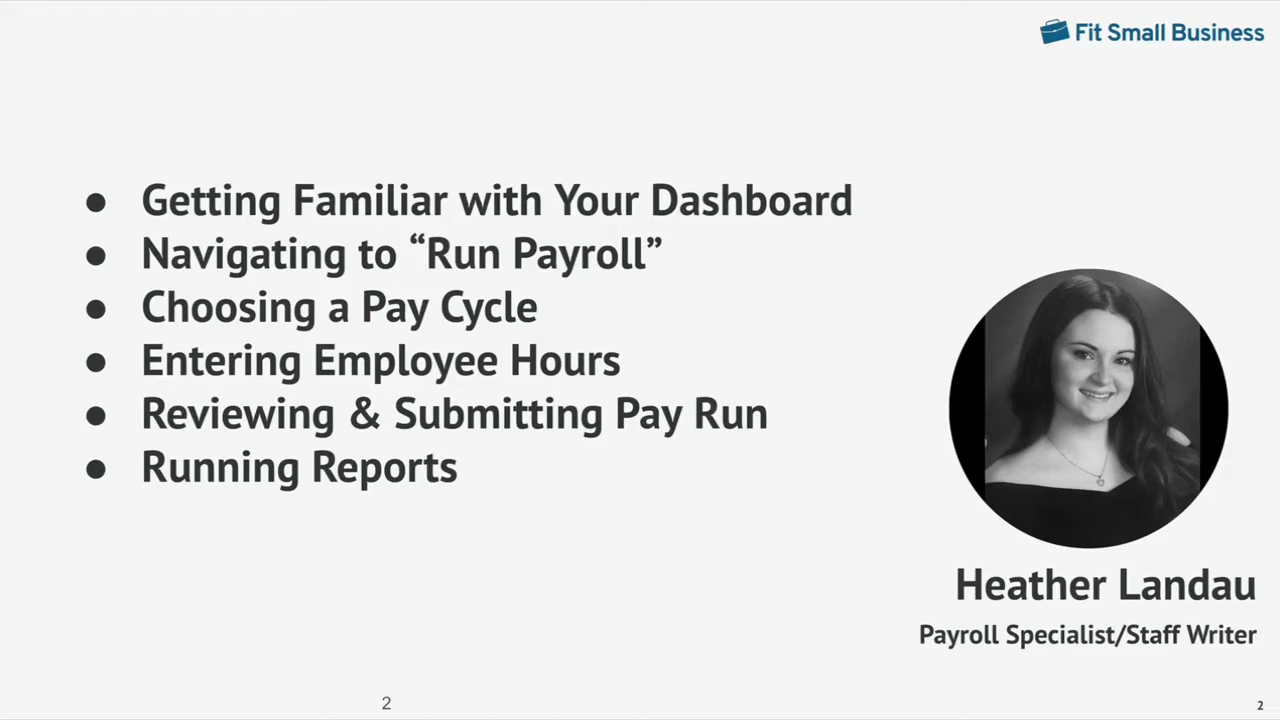 Fit Small Business
● Getting Familiar with Your Dashboard
● Navigating to “Run Payroll”
● Choosing a Pay Cycle
● Entering Employee Hours
● Reviewing & Submitting Pay Run
● Running Reports
Heather Landau
Payroll Specialist/Staff Writer
2
2